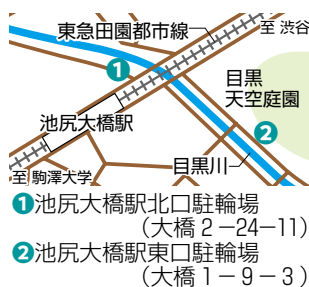 東急田園都市線
至 渋谷
❶
目黒
天空庭園
池尻大橋駅
❷
目黒川
至 駒澤大学
❶池尻大橋駅北口駐輪場
(大橋2−24−11)
❷池尻大橋駅東口駐輪場
(大橋1−9−3)